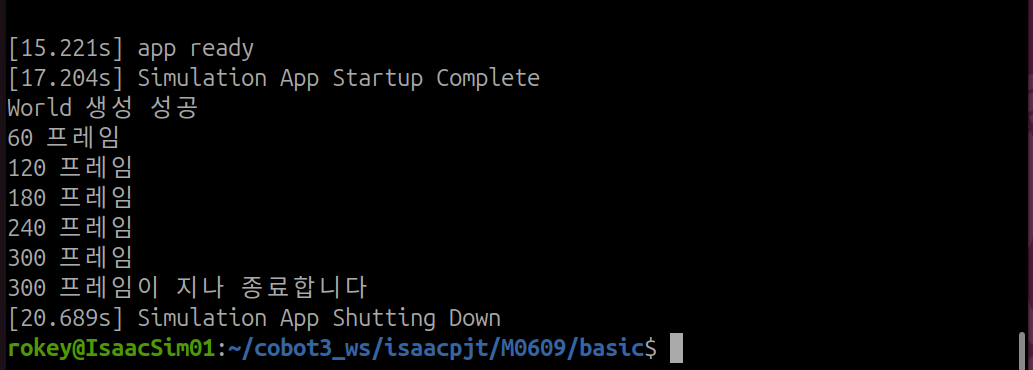 [15.221s] app ready
[17.204s] Simulation App Startup Complete
World 생성 성공
60 프레임
120 프레임
180 프레임
240 프레임
300 프레임
300 프레임이 지나 종료합니다
[20.689s] Simulation App Shutting Down
rokey@IsaacSim01:~/cobot3_ws/isaacpjt/M0609/basic$